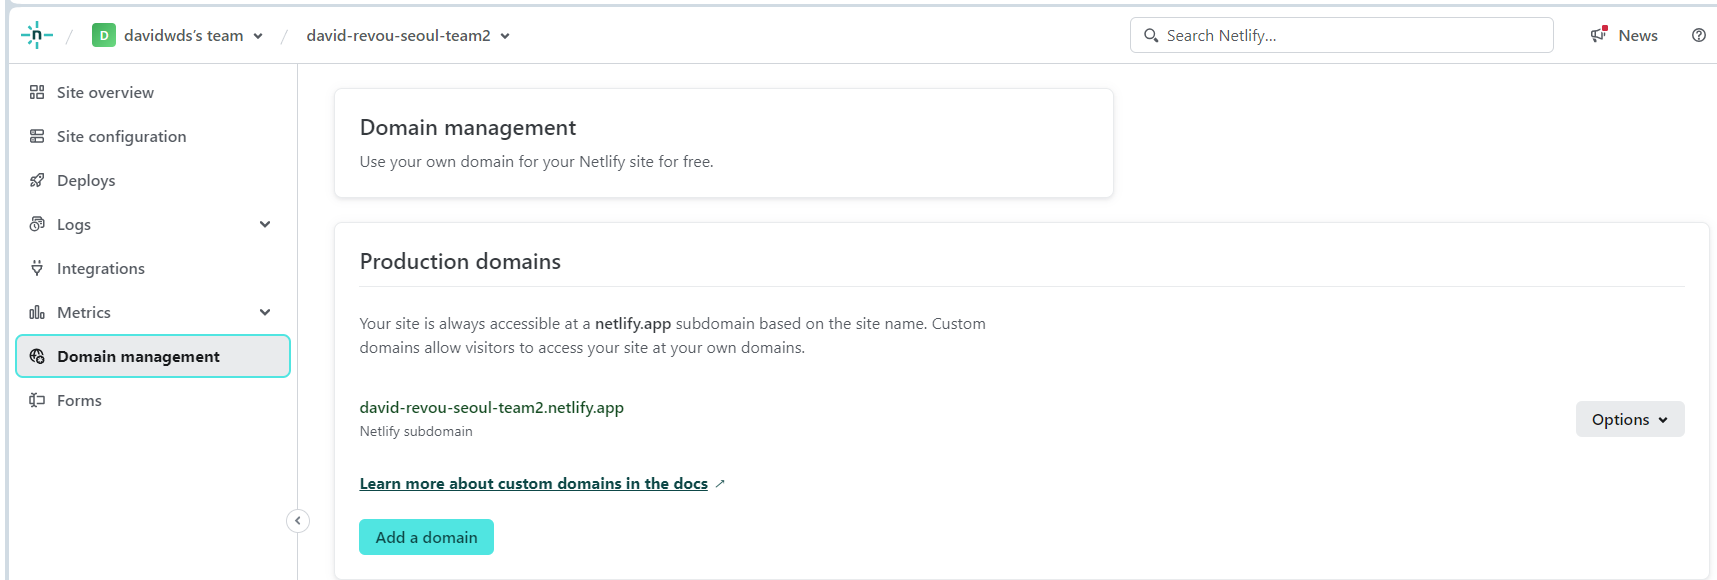 n / D davidwds's team / david-revou-seoul-team2 Search Netlify... News
Site overview
Site configuration
Deploys
Logs
Integrations
Metrics
Domain management
Forms
Domain management
Use your own domain for your Netlify site for free.
Production domains
Your site is always accessible at a netlify.app subdomain based on the site name. Custom
domains allow visitors to access your site at your own domains.
david-revou-seoul-team2.netlify.app
Netlify subdomain
Options
Learn more about custom domains in the docs ↗
Add a domain